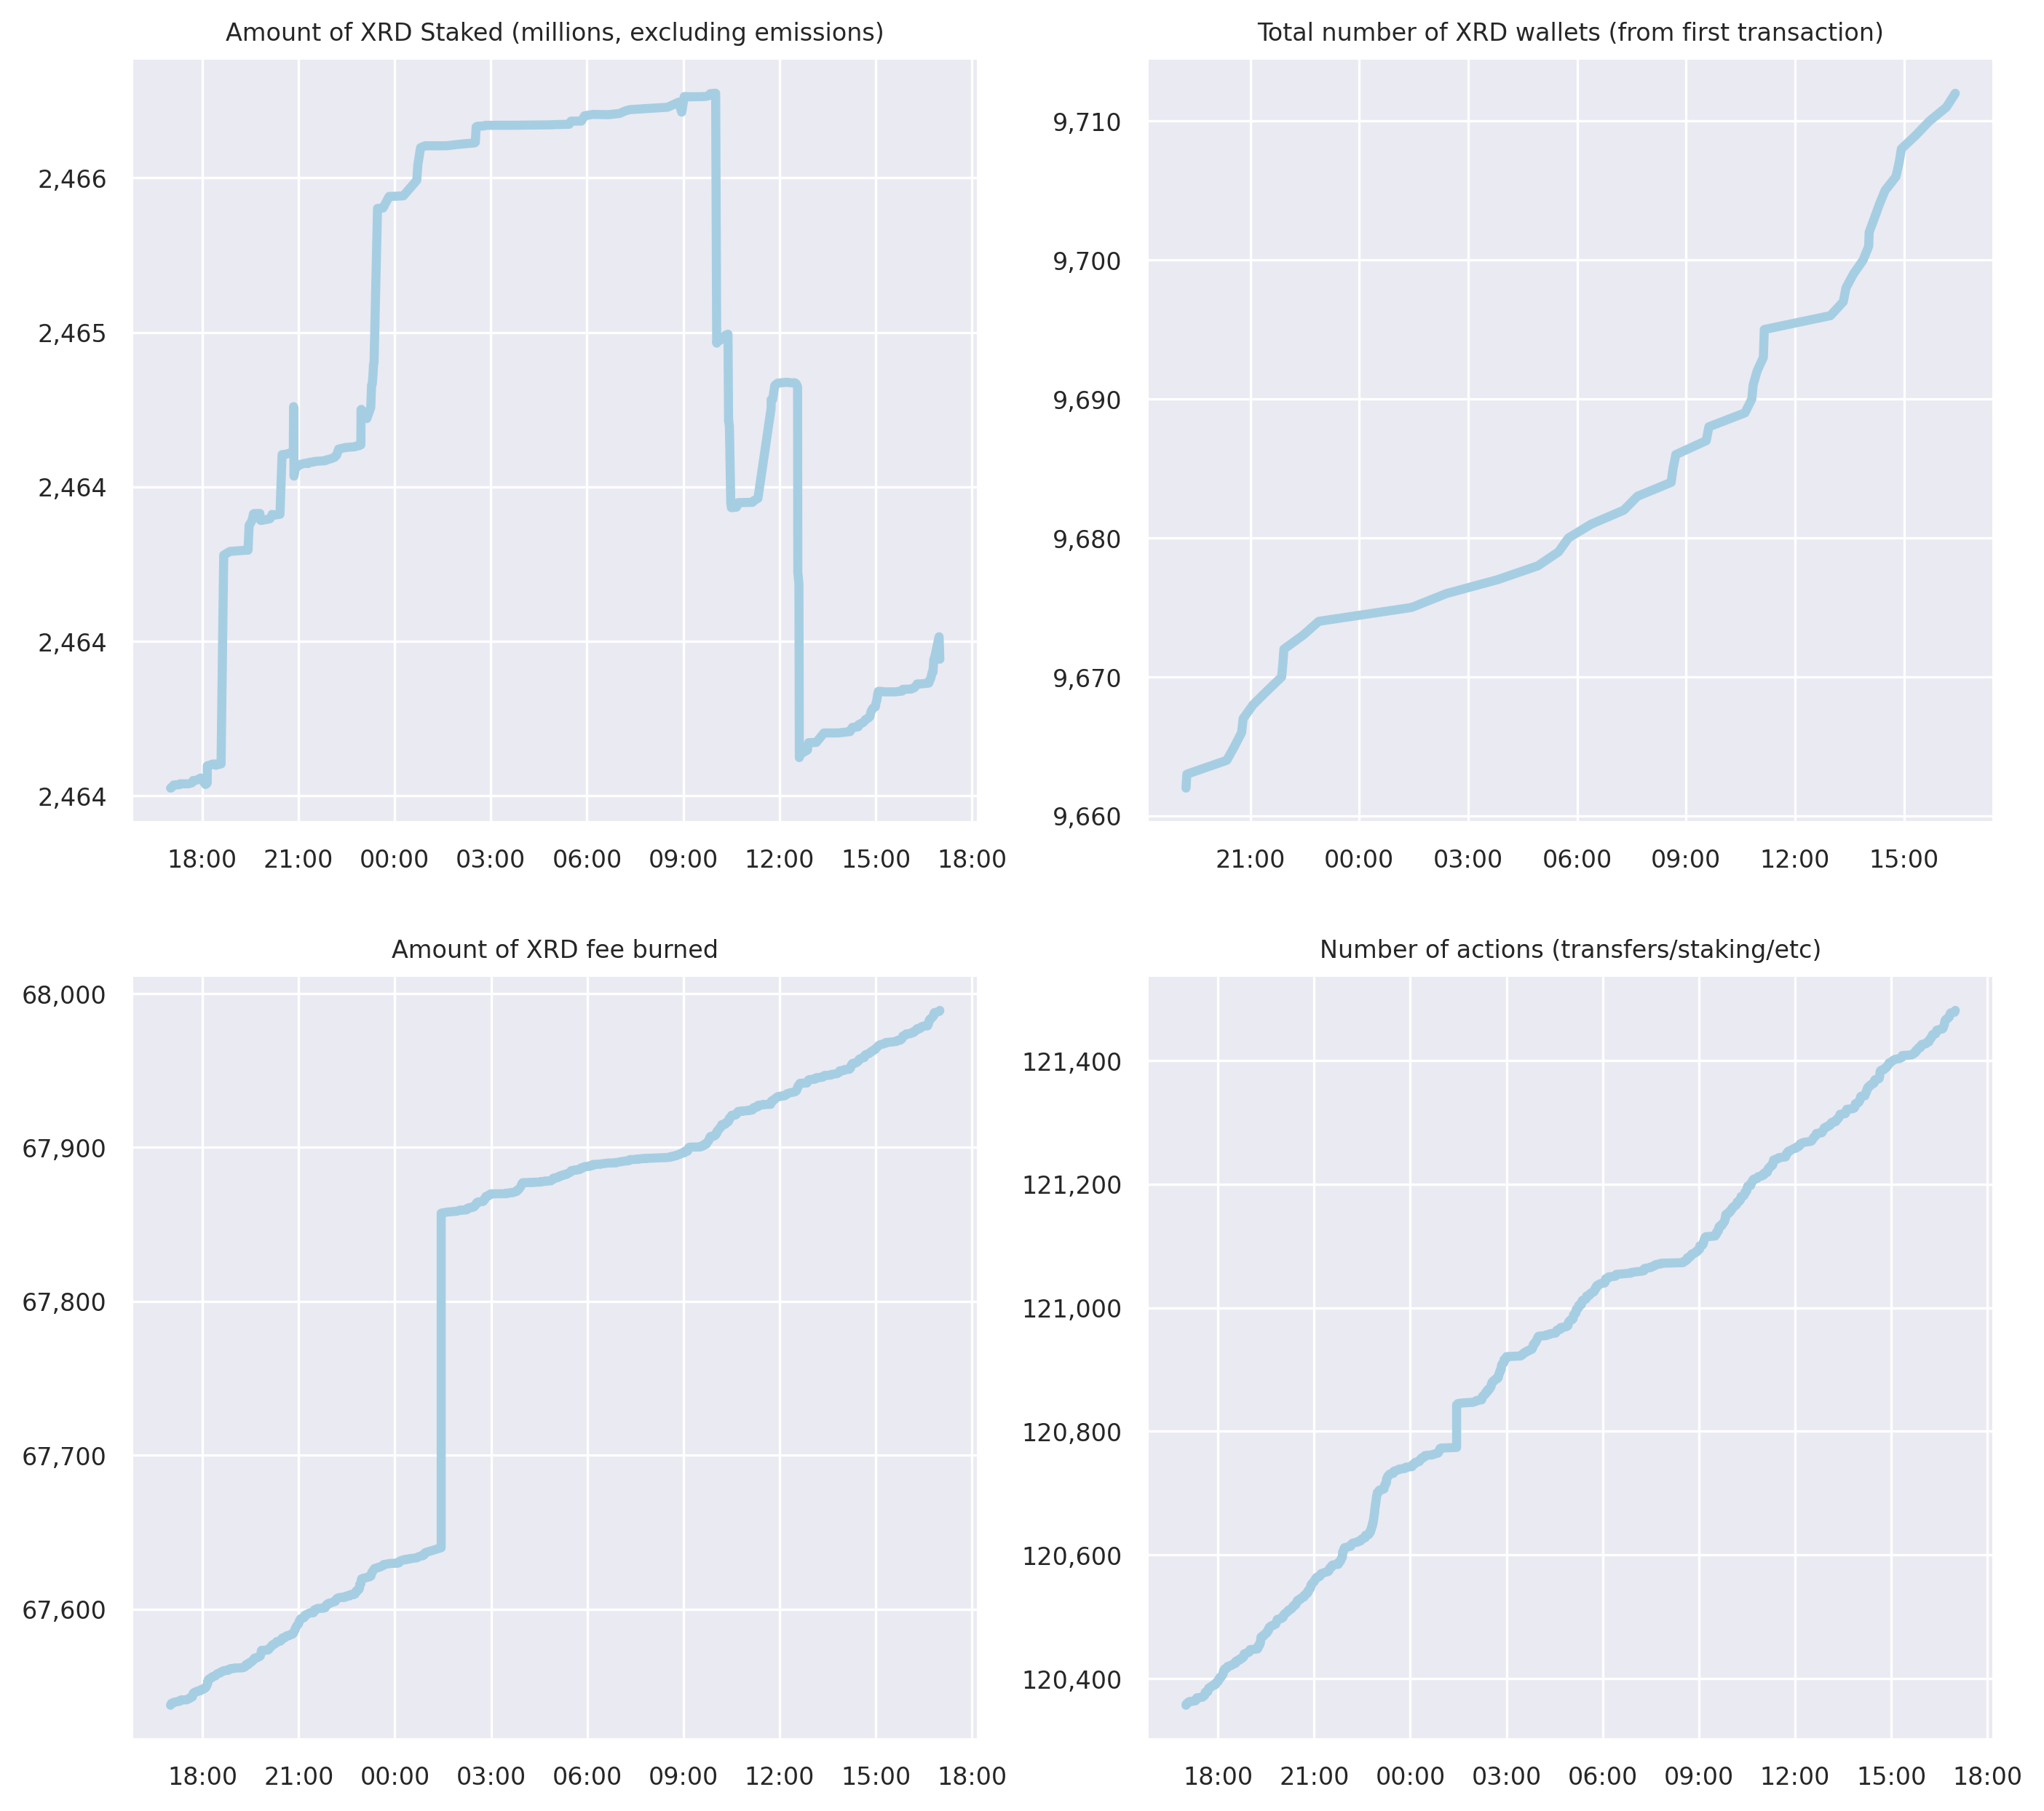 Amount of XRD Staked (millions, excluding emissions)
2,466
2,465
2,464
2,464
2,464
18:00 21:00 00:00 03:00 06:00 09:00 12:00 15:00 18:00
Total number of XRD wallets (from first transaction)
9,710
9,700
9,690
9,680
9,670
9,660
21:00 00:00 03:00 06:00 09:00 12:00 15:00
Amount of XRD fee burned
68,000
67,900
67,800
67,700
67,600
18:00 21:00 00:00 03:00 06:00 09:00 12:00 15:00 18:00
Number of actions (transfers/staking/etc)
121,400
121,200
121,000
120,800
120,600
120,400
18:00 21:00 00:00 03:00 06:00 09:00 12:00 15:00 18:00